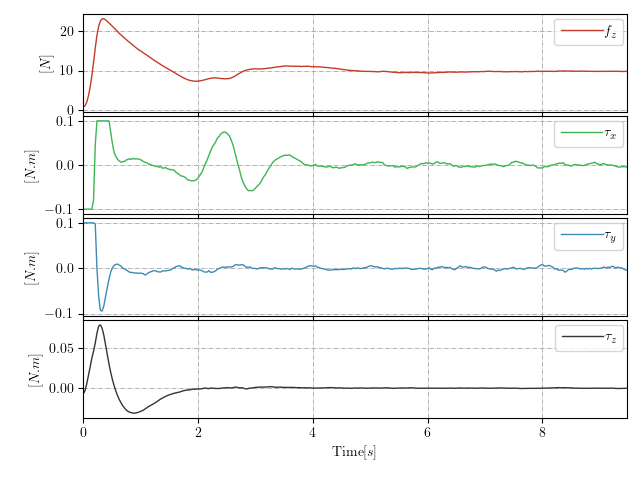 20
10
0
[N]
f_z
0.1
0.0
−0.1
[N.m]
τ_x
0.1
0.0
−0.1
[N.m]
τ_y
0.05
0.00
[N.m]
τ_z
0 2 4 6 8
Time[s]